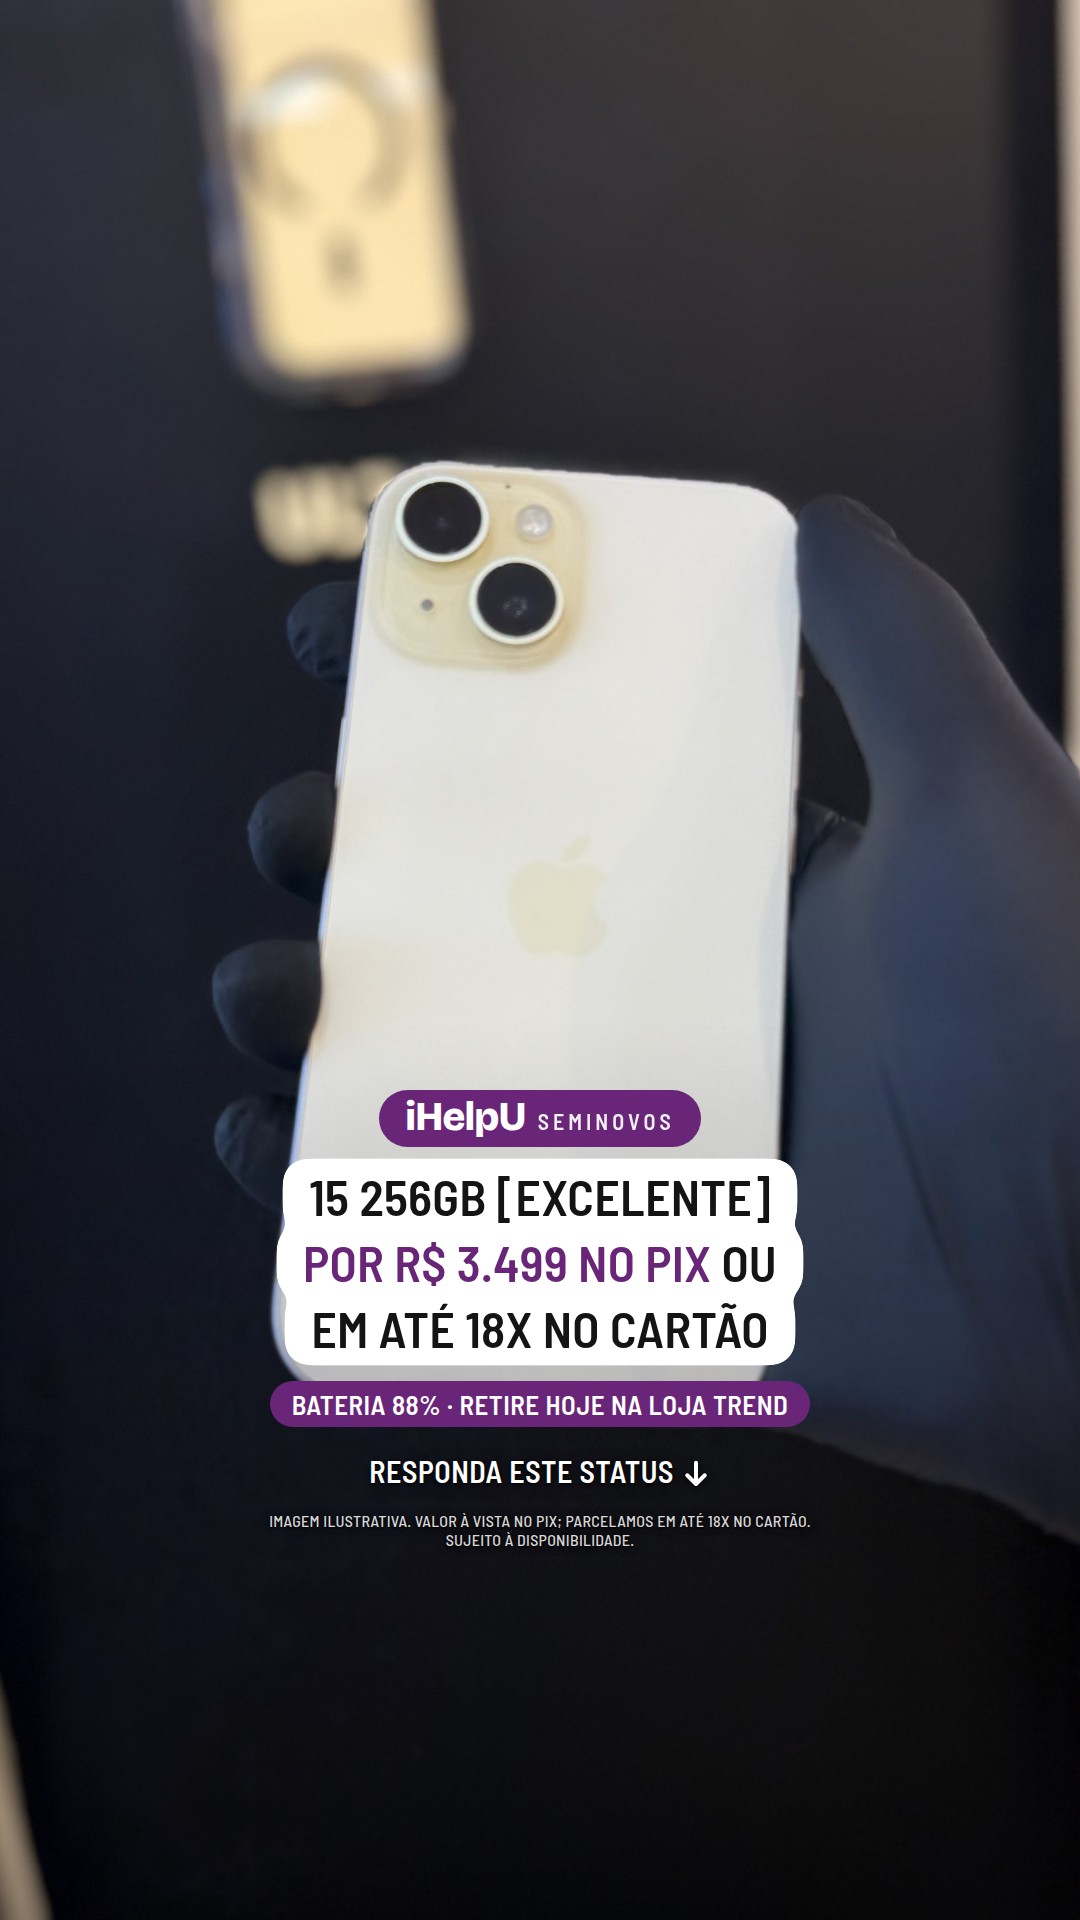 iHelpU SEMINOVOS
15 256GB [EXCELENTE]
POR R$ 3.499 NO PIX OU
EM ATÉ 18X NO CARTÃO
BATERIA 88% · RETIRE HOJE NA LOJA TREND
RESPONDA ESTE STATUS ↓
IMAGEM ILUSTRATIVA. VALOR À VISTA NO PIX; PARCELAMOS EM ATÉ 18X NO CARTÃO.
SUJEITO À DISPONIBILIDADE.